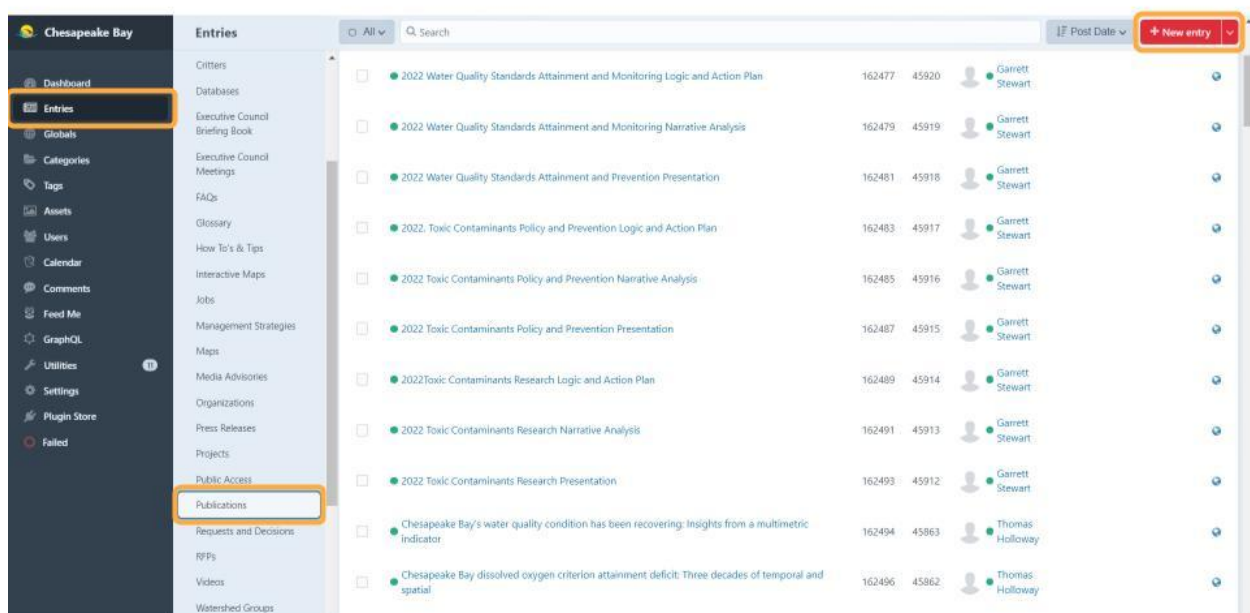 Chesapeake Bay
Dashboard
Entries
Globals
Categories
Tags
Assets
Users
Calendar
Comments
Feed Me
GraphQL
Utilities 11
Settings
Plugin Store
Failed
Entries
Critters
Databases
Executive Council
Briefing Book
Executive Council
Meetings
FAQs
Glossary
How To's & Tips
Interactive Maps
Jobs
Management Strategies
Maps
Media Advisories
Organizations
Press Releases
Projects
Public Access
Publications
Requests and Decisions
RFPs
Videos
Watershed Groups
All Search Post Date + New entry
2022 Water Quality Standards Attainment and Monitoring Logic and Action Plan 162477 45920 Garrett
Stewart
2022 Water Quality Standards Attainment and Monitoring Narrative Analysis 162479 45919 Garrett
Stewart
2022 Water Quality Standards Attainment and Prevention Presentation 162481 45918 Garrett
Stewart
2022. Toxic Contaminants Policy and Prevention Logic and Action Plan 162483 45917 Garrett
Stewart
2022 Toxic Contaminants Policy and Prevention Narrative Analysis 162485 45916 Garrett
Stewart
2022 Toxic Contaminants Policy and Prevention Presentation 162487 45915 Garrett
Stewart
2022Toxic Contaminants Research Logic and Action Plan 162489 45914 Garrett
Stewart
2022 Toxic Contaminants Research Narrative Analysis 162491 45913 Garrett
Stewart
2022 Toxic Contaminants Research Presentation 162493 45912 Garrett
Stewart
Chesapeake Bay's water quality condition has been recovering: Insights from a multimetric
indicator 162494 45863 Thomas
Holloway
Chesapeake Bay dissolved oxygen criterion attainment deficit: Three decades of temporal and
spatial 162496 45862 Thomas
Holloway